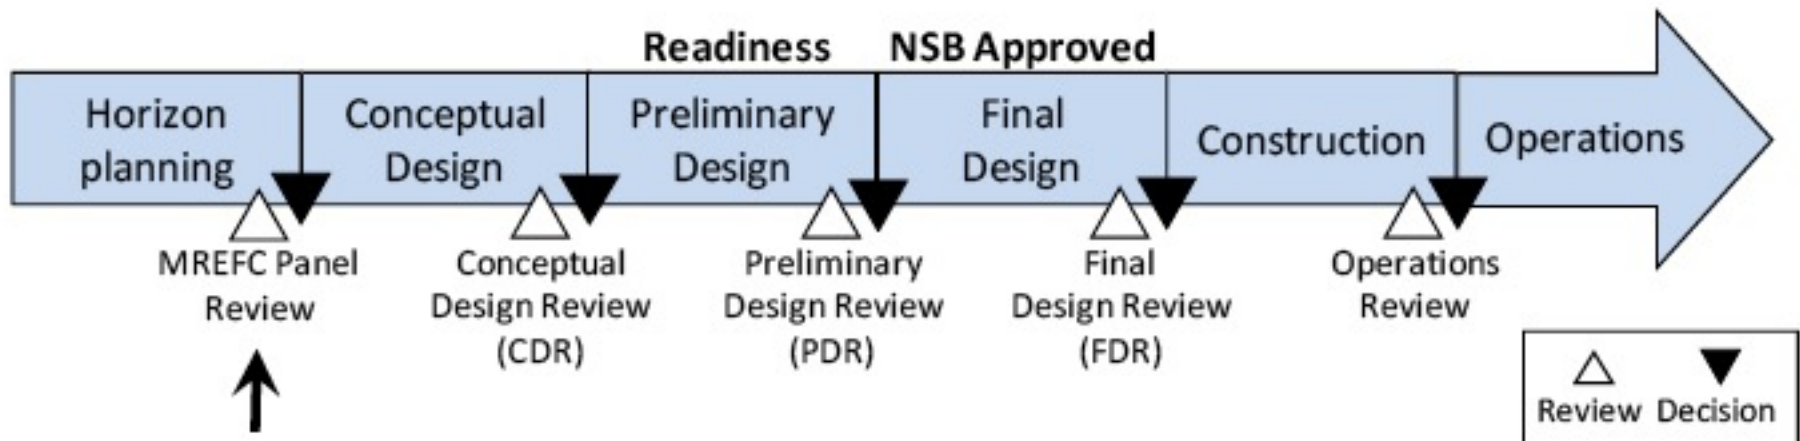 Readiness NSB Approved
Horizon
planning
Conceptual
Design
Preliminary
Design
Final
Design
Construction
Operations
MREFC Panel
Review
Conceptual
Design Review
(CDR)
Preliminary
Design Review
(PDR)
Final
Design Review
(FDR)
Operations
Review
Review Decision